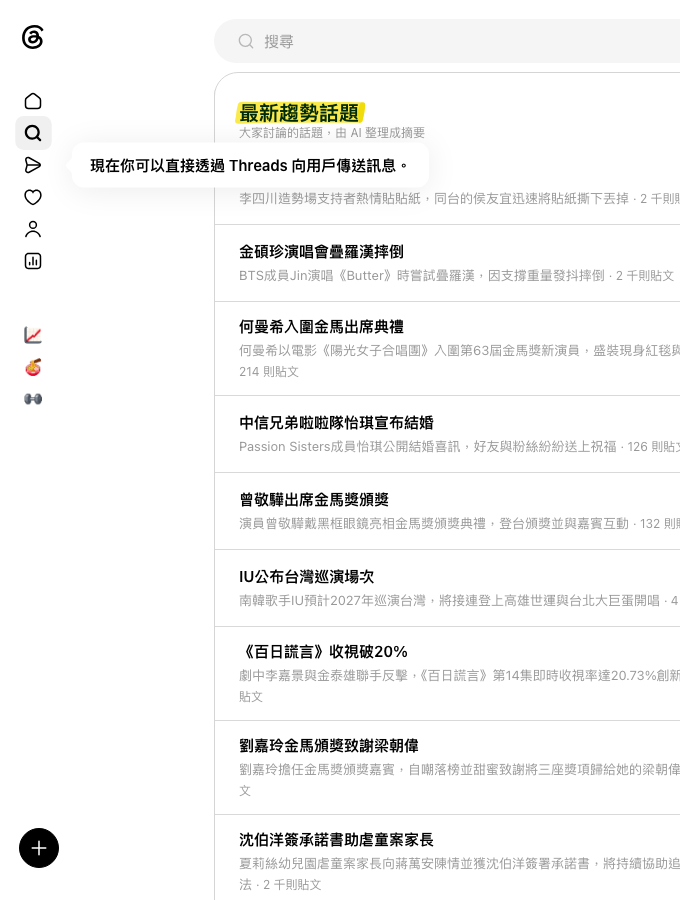 搜尋
最新趨勢話題
大家討論的話題，由 AI 整理成摘要
現在你可以直接透過 Threads 向用戶傳送訊息。
李四川造勢場支持者熱情貼貼紙，同台的侯友宜迅速將貼紙撕下丟掉 · 2 千則貼
金碩珍演唱會疊羅漢摔倒
BTS成員Jin演唱《Butter》時嘗試疊羅漢，因支撐重量發抖摔倒 · 2 千則貼文
何曼希入圍金馬出席典禮
何曼希以電影《陽光女子合唱團》入圍第63屆金馬獎新演員，盛裝現身紅毯與
214 則貼文
中信兄弟啦啦隊怡琪宣布結婚
Passion Sisters成員怡琪公開結婚喜訊，好友與粉絲紛紛送上祝福 · 126 則貼文
曾敬驊出席金馬獎頒獎
演員曾敬驊戴黑框眼鏡亮相金馬獎頒獎典禮，登台頒獎並與嘉賓互動 · 132 則貼
IU公布台灣巡演場次
南韓歌手IU預計2027年巡演台灣，將接連登上高雄世運與台北大巨蛋開唱 · 4
《百日謊言》收視破20%
劇中李嘉景與金泰雄聯手反擊，《百日謊言》第14集即時收視率達20.73%創新
貼文
劉嘉玲金馬頒獎致謝梁朝偉
劉嘉玲擔任金馬獎頒獎嘉賓，自嘲落榜並甜蜜致謝將三座獎項歸給她的梁朝偉
文
沈伯洋簽承諾書助虐童案家長
夏莉絲幼兒園虐童案家長向蔣萬安陳情並獲沈伯洋簽署承諾書，將持續協助追
法 · 2 千則貼文